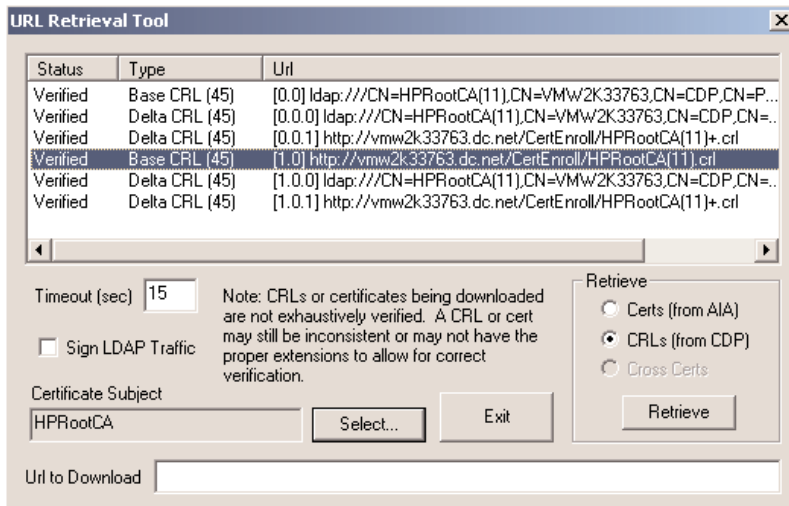 URL Retrieval Tool
Status Type Url
Verified Base CRL (45) [0.0] ldap:///CN=HPRootCA(11),CN=VMW2K33763,CN=CDP,CN=P...
Verified Delta CRL (45) [0.0.0] ldap:///CN=HPRootCA(11),CN=VMW2K33763,CN=CDP,CN=..
Verified Delta CRL (45) [0.0.1] http://vmw2k33763.dc.net/CertEnroll/HPRootCA(11)+.crl
Verified Base CRL (45) [1.0] http://vmw2k33763.dc.net/CertEnroll/HPRootCA(11).crl
Verified Delta CRL (45) [1.0.0] ldap:///CN=HPRootCA(11),CN=VMW2K33763,CN=CDP,CN=..
Verified Delta CRL (45) [1.0.1] http://vmw2k33763.dc.net/CertEnroll/HPRootCA(11)+.crl
Timeout (sec) 15
Sign LDAP Traffic
Note: CRLs or certificates being downloaded
are not exhaustively verified. A CRL or cert
may still be inconsistent or may not have the
proper extensions to allow for correct
verification.
Retrieve
Certs (from AIA)
CRLs (from CDP)
Cross Certs
Retrieve
Certificate Subject
HPRootCA
Select...
Exit
Url to Download